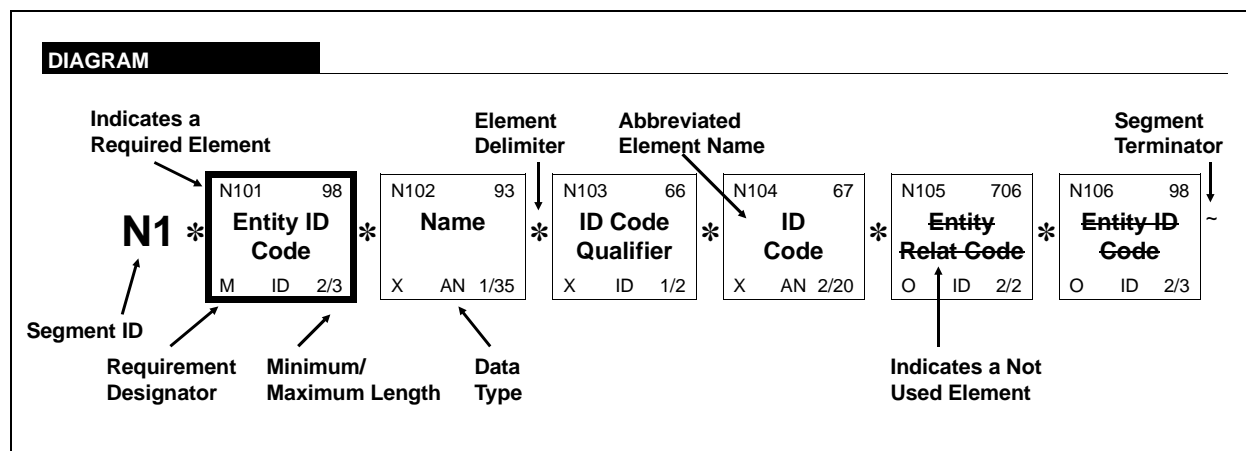 DIAGRAM
Indicates a
Required Element
Element
Delimiter
Abbreviated
Element Name
Segment
Terminator
N1 *
N101 98
Entity ID
Code
M ID 2/3
*
N102 93
Name
X AN 1/35
*
N103 66
ID Code
Qualifier
X ID 1/2
*
N104 67
ID
Code
X AN 2/20
*
N105 706
Entity
Relat Code
O ID 2/2
*
N106 98
Entity ID
Code
O ID 2/3
~
Segment ID
Requirement
Designator
Minimum/
Maximum Length
Data
Type
Indicates a Not
Used Element